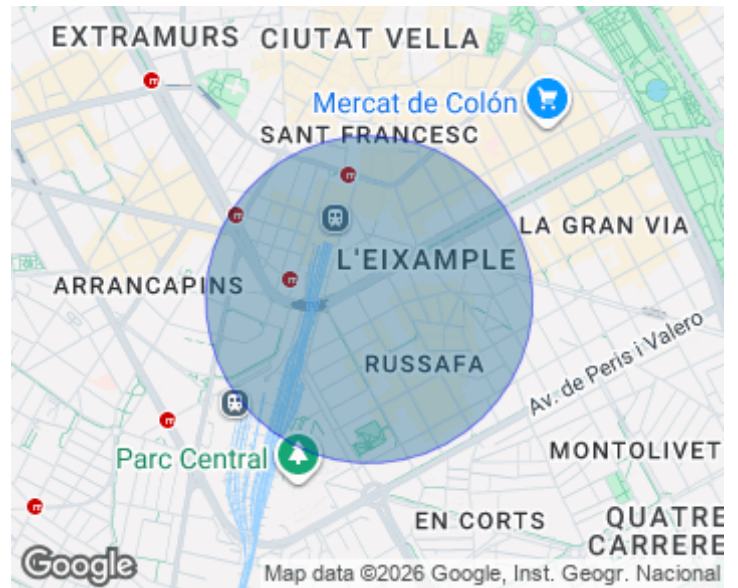 EXTRAMURS
CIUTAT VELLA
Mercat de Colón
SANT FRANCESC
LA GRAN VIA
L'EIXAMPLE
ARRANCAPINS
RUSSAFA
Av. de Peris i Valero
Parc Central
MONTOLIVET
EN CORTS
QUATRE
CARRERE
Google
Map data ©2026 Google, Inst. Geogr. Nacional